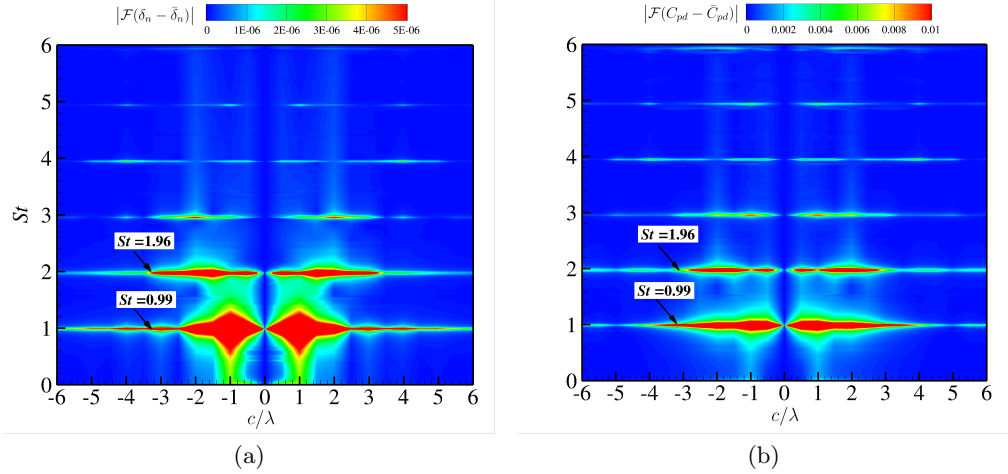 |F(δn − δ̄n)|
0 1E-06 2E-06 3E-06 4E-06 5E-06
6
5
4
3
2
1
0
St
St =1.96
St =0.99
-6 -5 -4 -3 -2 -1 0 1 2 3 4 5 6
c/λ
(a)
|F(Cpd − C̄pd)|
0 0.002 0.004 0.006 0.008 0.01
6
5
4
3
2
1
0
St =1.96
St =0.99
-6 -5 -4 -3 -2 -1 0 1 2 3 4 5 6
c/λ
(b)